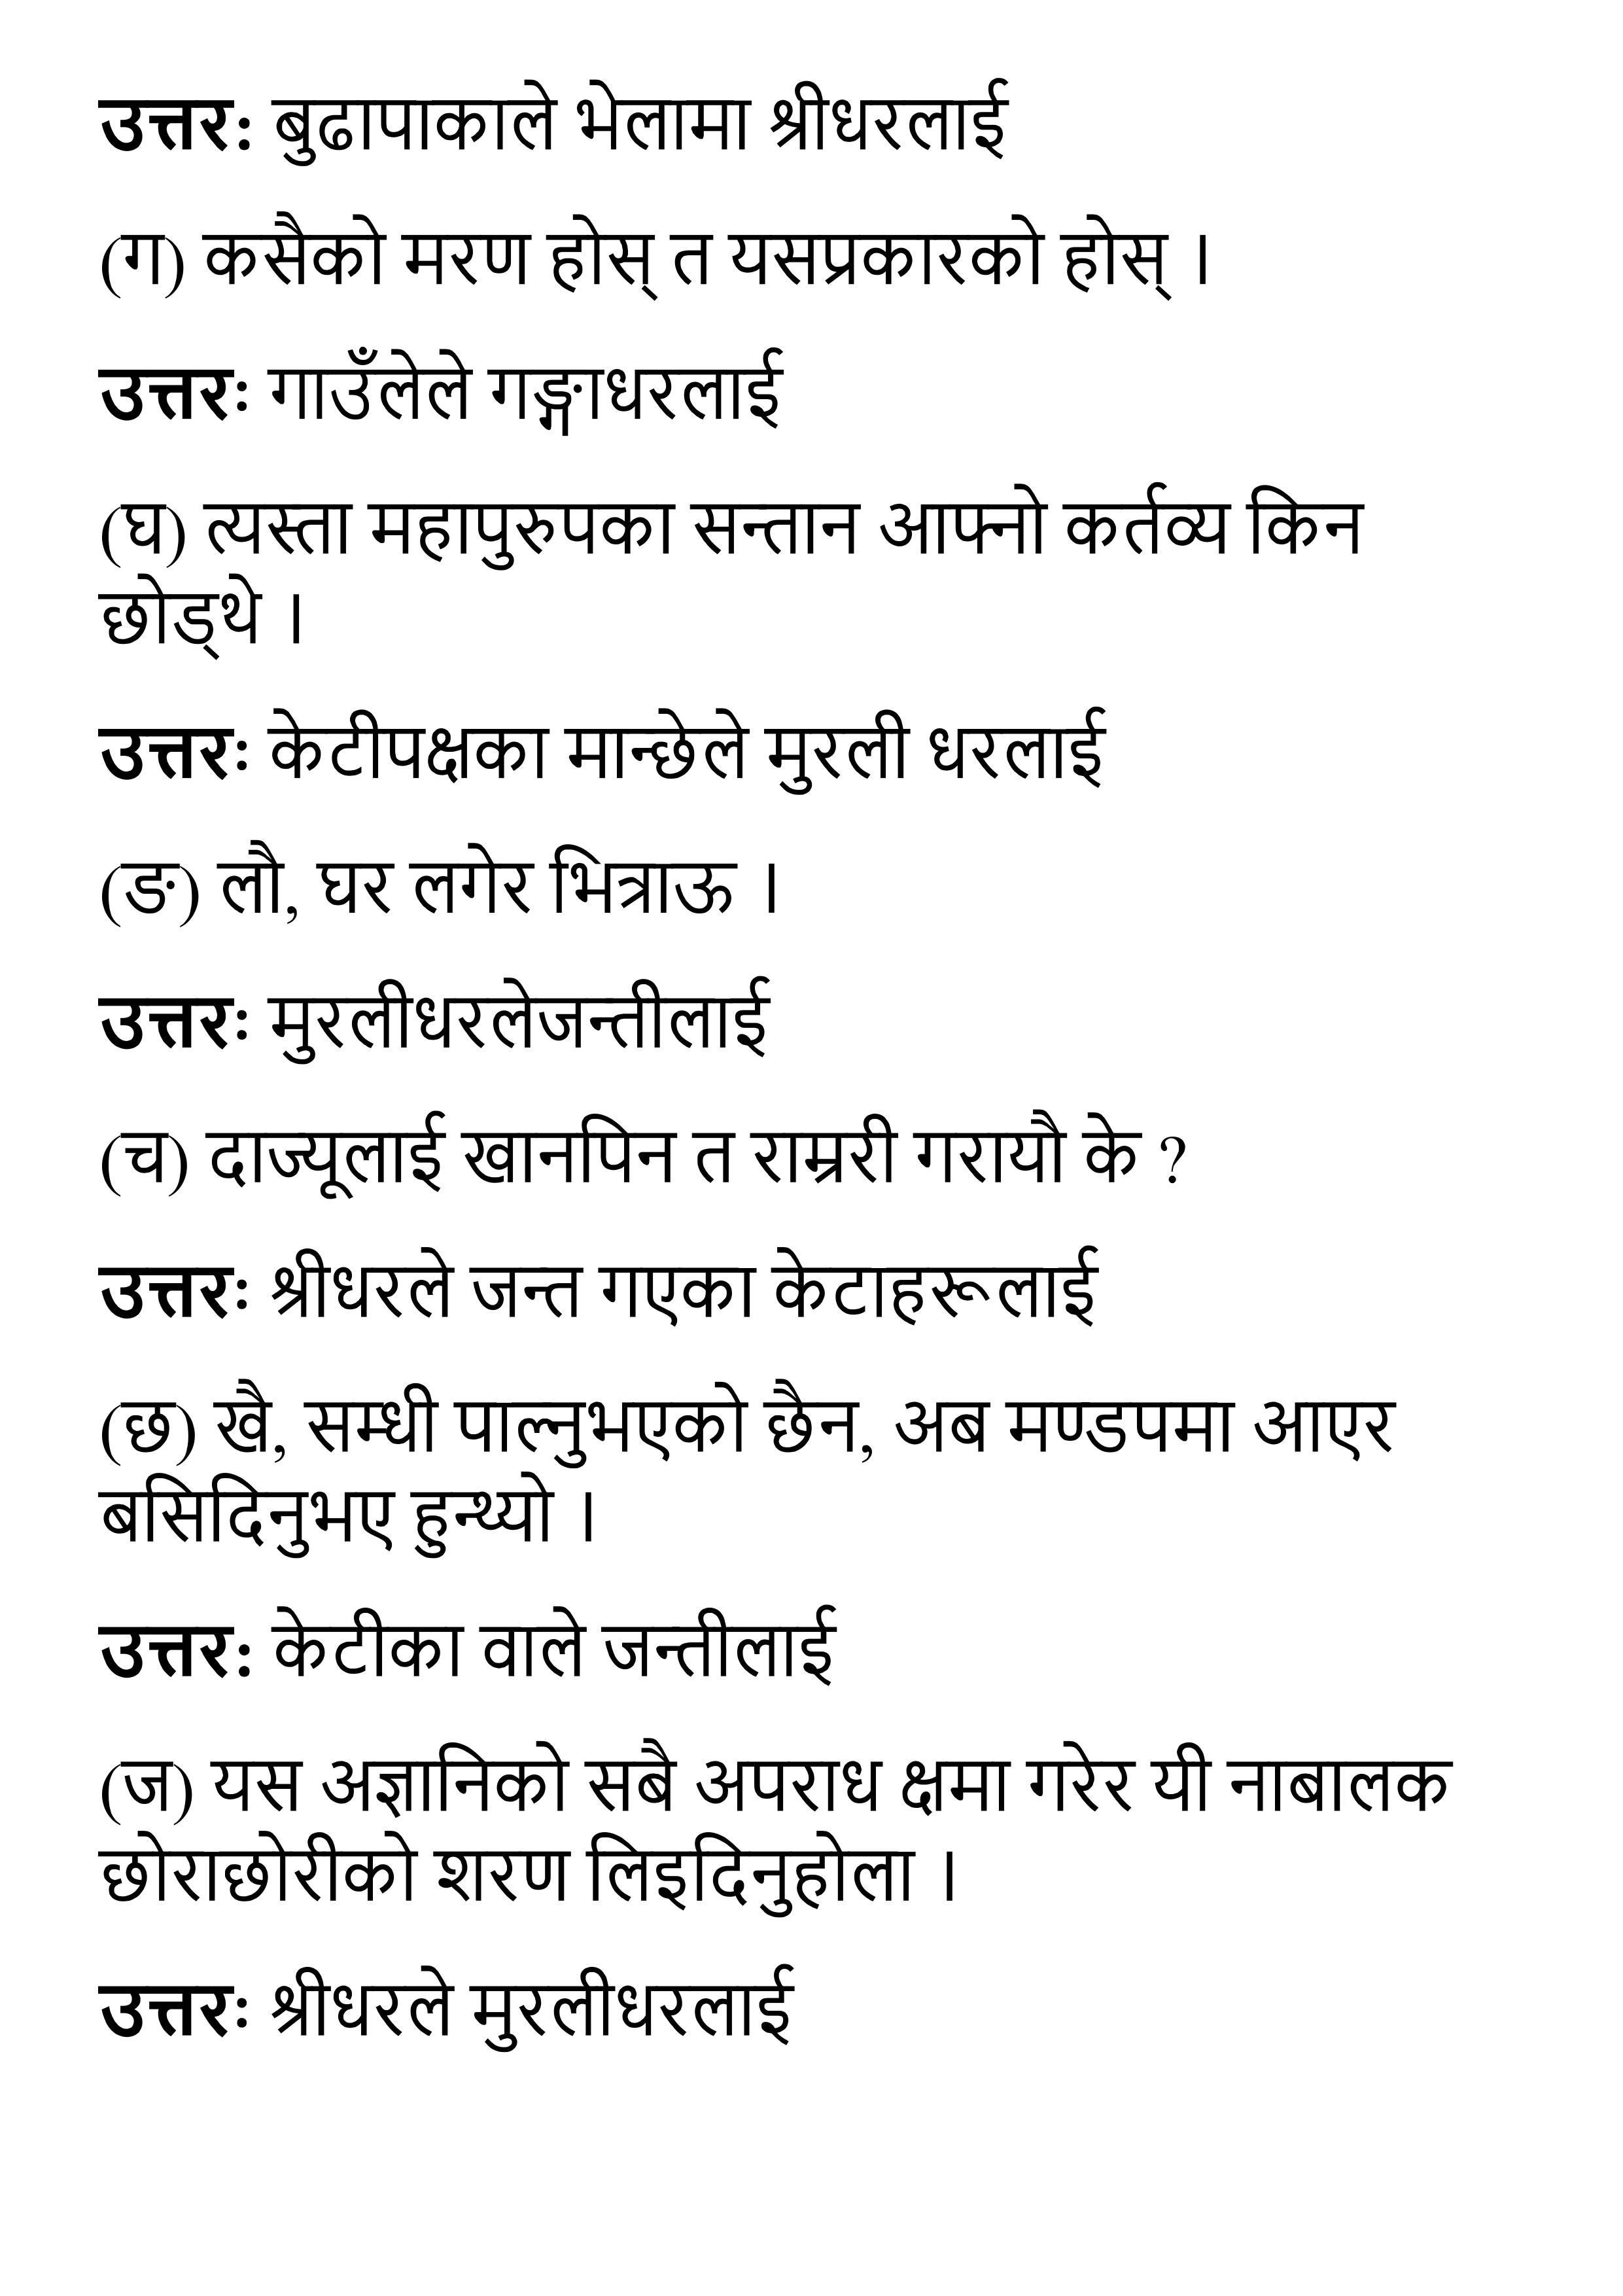 उत्तर: बुढापाकाले भेलामा श्रीधरलाई
(ग) कसैको मरण होस् त यसप्रकारको होस् ।
उत्तरः गाउँलेले गङ्गाधरलाई
(घ) त्यस्ता महापुरुपका सन्तान आफ्नो कर्तव्य किन
छोड्थे ।
उत्तरः केटीपक्षका मान्छेले मुरली धरलाई
(ङ) लौ, घर लगेर भित्राऊ ।
उत्तरः मुरलीधरलेजन्तीलाई
(च) दाज्यूलाई खानपिन त राम्ररी गरायौ के ?
उत्तरः श्रीधरले जन्त गएका केटाहरूलाई
(छ) खै, सम्धी पाल्नुभएको छैन, अब मण्डपमा आएर
बसिदिनुभए हुन्थ्यो ।
उत्तर: केटीका वाले जन्तीलाई
(ज) यस अज्ञानिको सबै अपराध क्षमा गरेर यी नाबालक
छोराछोरीको शरण लिइदिनुहोला ।
उत्तरः श्रीधरले मुरलीधरलाई